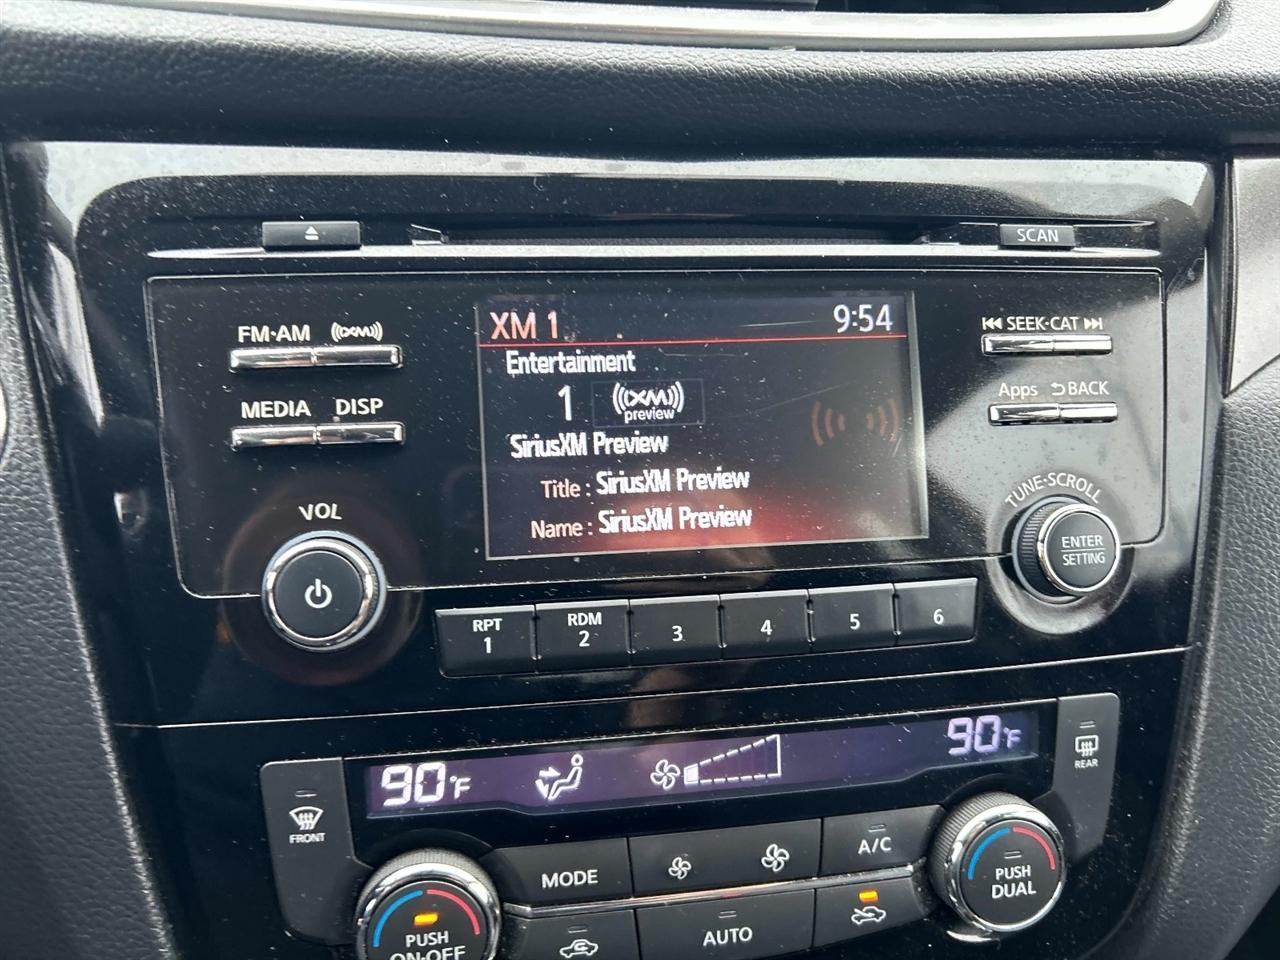 SCAN
FM·AM XM
MEDIA DISP
VOL
XM 1 9:54
Entertainment
1 XM preview
SiriusXM Preview
Title : SiriusXM Preview
Name : SiriusXM Preview
SEEK·CAT
Apps BACK
TUNE·SCROLL
ENTER
SETTING
RPT 1
RDM 2
3
4
5
6
90°F
90°F
FRONT
REAR
MODE
A/C
AUTO
PUSH
ON·OFF
PUSH
DUAL